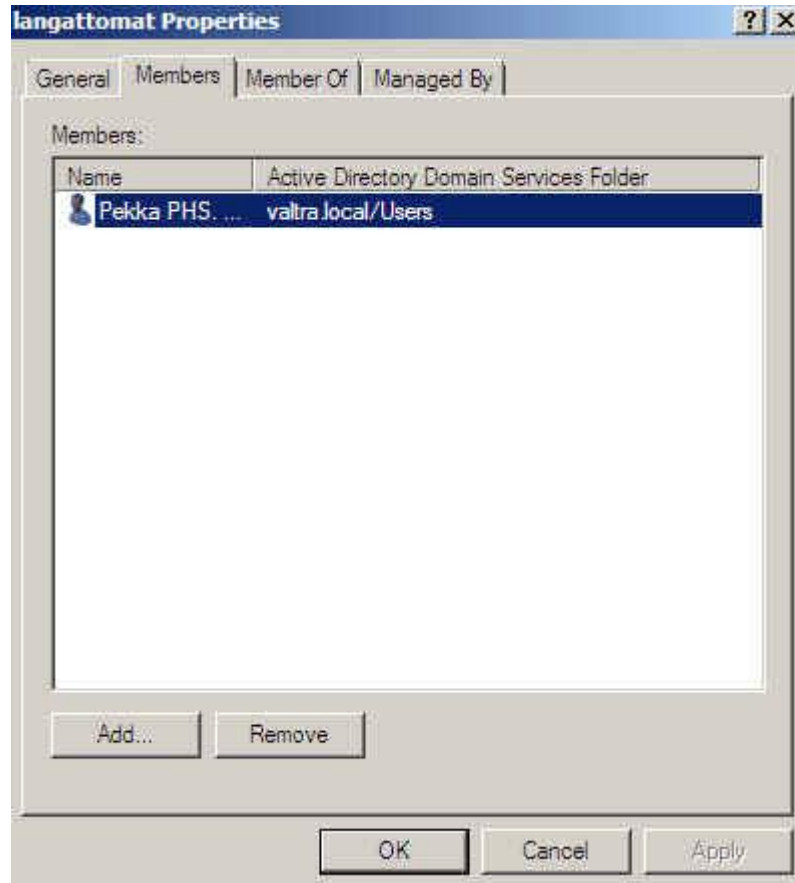 langattomat Properties
General Members Member Of Managed By
Members:
Name Active Directory Domain Services Folder
Pekka PHS. ... valtra.local/Users
Add... Remove
OK Cancel Apply